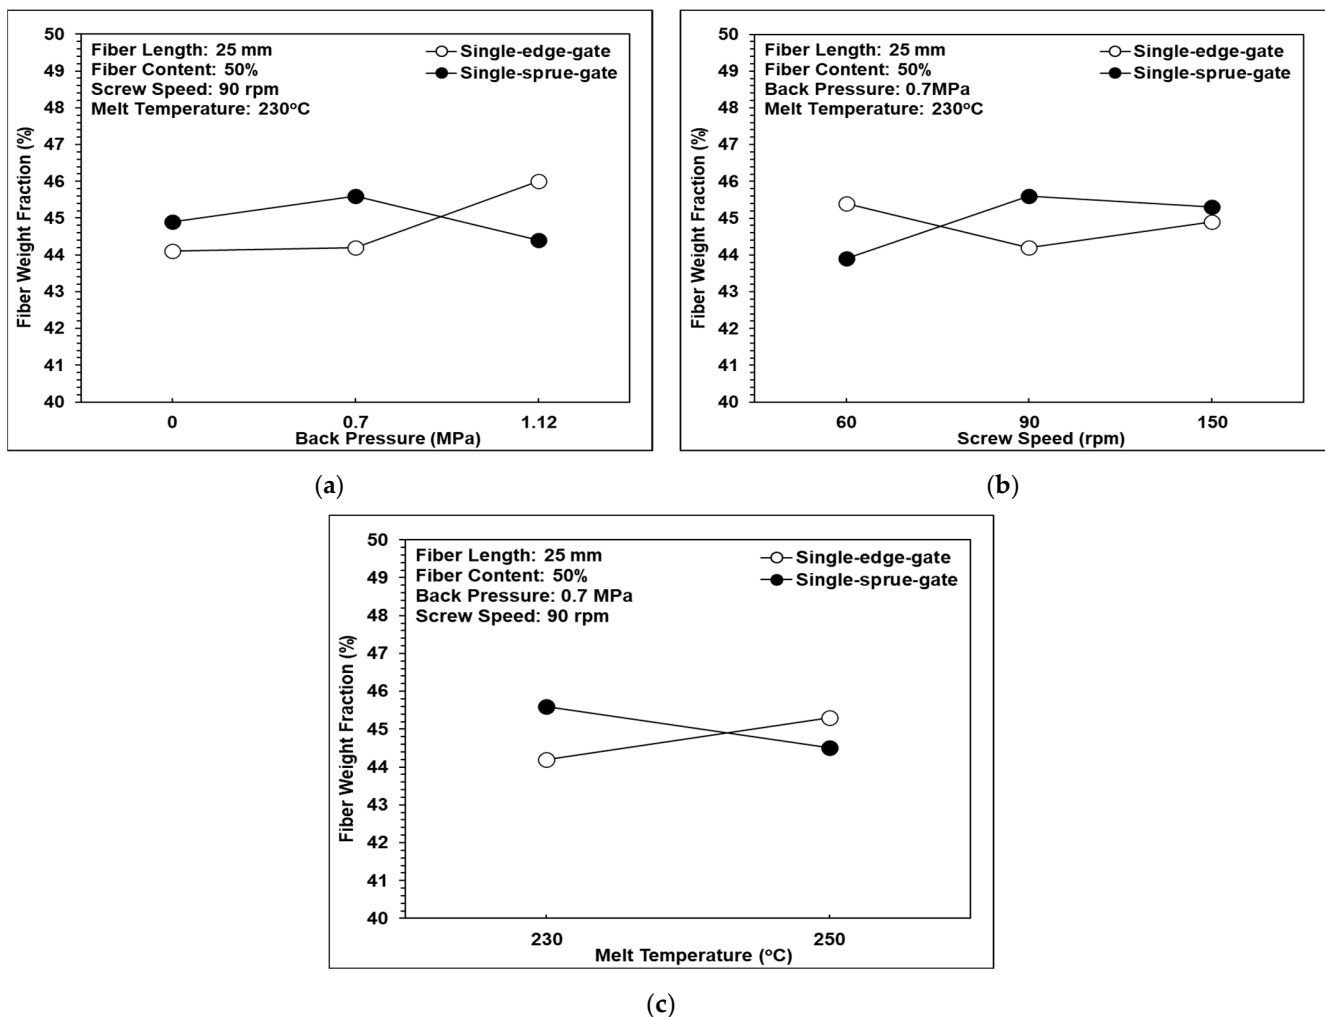 Fiber Length: 25 mm
Fiber Content: 50%
Screw Speed: 90 rpm
Melt Temperature: 230°C
Single-edge-gate
Single-sprue-gate
Fiber Weight Fraction (%)
50
49
48
47
46
45
44
43
42
41
40
0 0.7 1.12
Back Pressure (MPa)
(a)
Fiber Length: 25 mm
Fiber Content: 50%
Back Pressure: 0.7MPa
Melt Temperature: 230°C
Single-edge-gate
Single-sprue-gate
Fiber Weight Fraction (%)
50
49
48
47
46
45
44
43
42
41
40
60 90 150
Screw Speed (rpm)
(b)
Fiber Length: 25 mm
Fiber Content: 50%
Back Pressure: 0.7 MPa
Screw Speed: 90 rpm
Single-edge-gate
Single-sprue-gate
Fiber Weight Fraction (%)
50
49
48
47
46
45
44
43
42
41
40
230 250
Melt Temperature (°C)
(c)